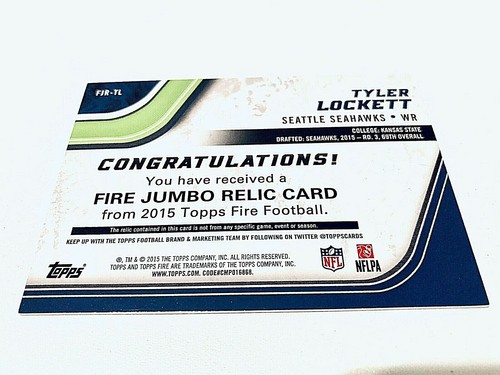 FJR-TL
TYLER
LOCKETT
SEATTLE SEAHAWKS • WR
COLLEGE: KANSAS STATE
DRAFTED: SEAHAWKS, 2015 – RD. 3, 69TH OVERALL
CONGRATULATIONS!
You have received a
FIRE JUMBO RELIC CARD
from 2015 Topps Fire Football.
The relic contained in this card is not from any specific game, event or season.
KEEP UP WITH THE TOPPS FOOTBALL BRAND & MARKETING TEAM BY FOLLOWING ON TWITTER @TOPPSCARDS
Topps
®, TM & © 2015 THE TOPPS COMPANY, INC. ALL RIGHTS RESERVED.
TOPPS AND TOPPS FIRE ARE TRADEMARKS OF THE TOPPS COMPANY, INC.
WWW.TOPPS.COM. CODE#CMP016868.
NFL
NFLPA